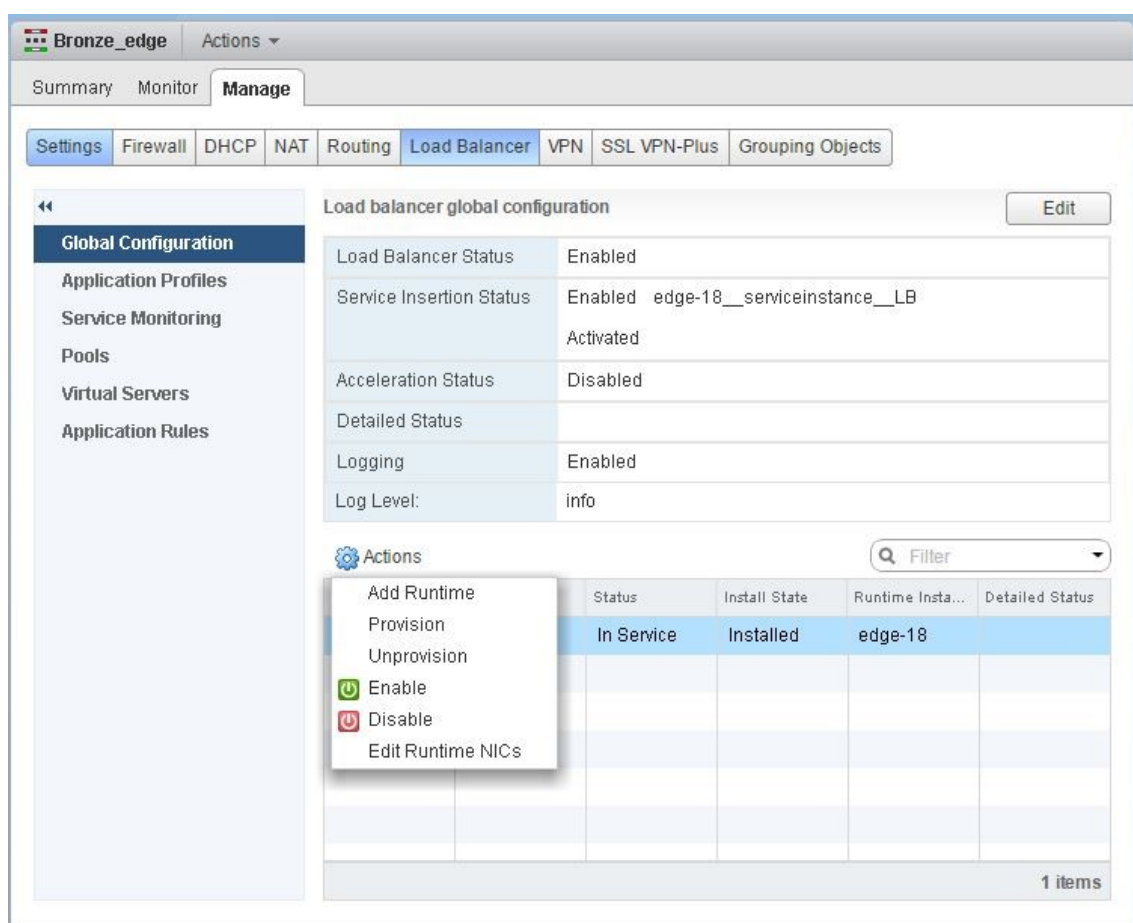 Bronze_edge Actions
Summary Monitor Manage
Settings Firewall DHCP NAT Routing Load Balancer VPN SSL VPN-Plus Grouping Objects
Global Configuration
Application Profiles
Service Monitoring
Pools
Virtual Servers
Application Rules
Load balancer global configuration Edit
Load Balancer Status Enabled
Service Insertion Status Enabled edge-18__serviceinstance__LB
Activated
Acceleration Status Disabled
Detailed Status
Logging Enabled
Log Level: info
Actions Filter
Add Runtime
Provision
Unprovision
Enable
Disable
Edit Runtime NICs
Status Install State Runtime Insta... Detailed Status
In Service Installed edge-18
1 items